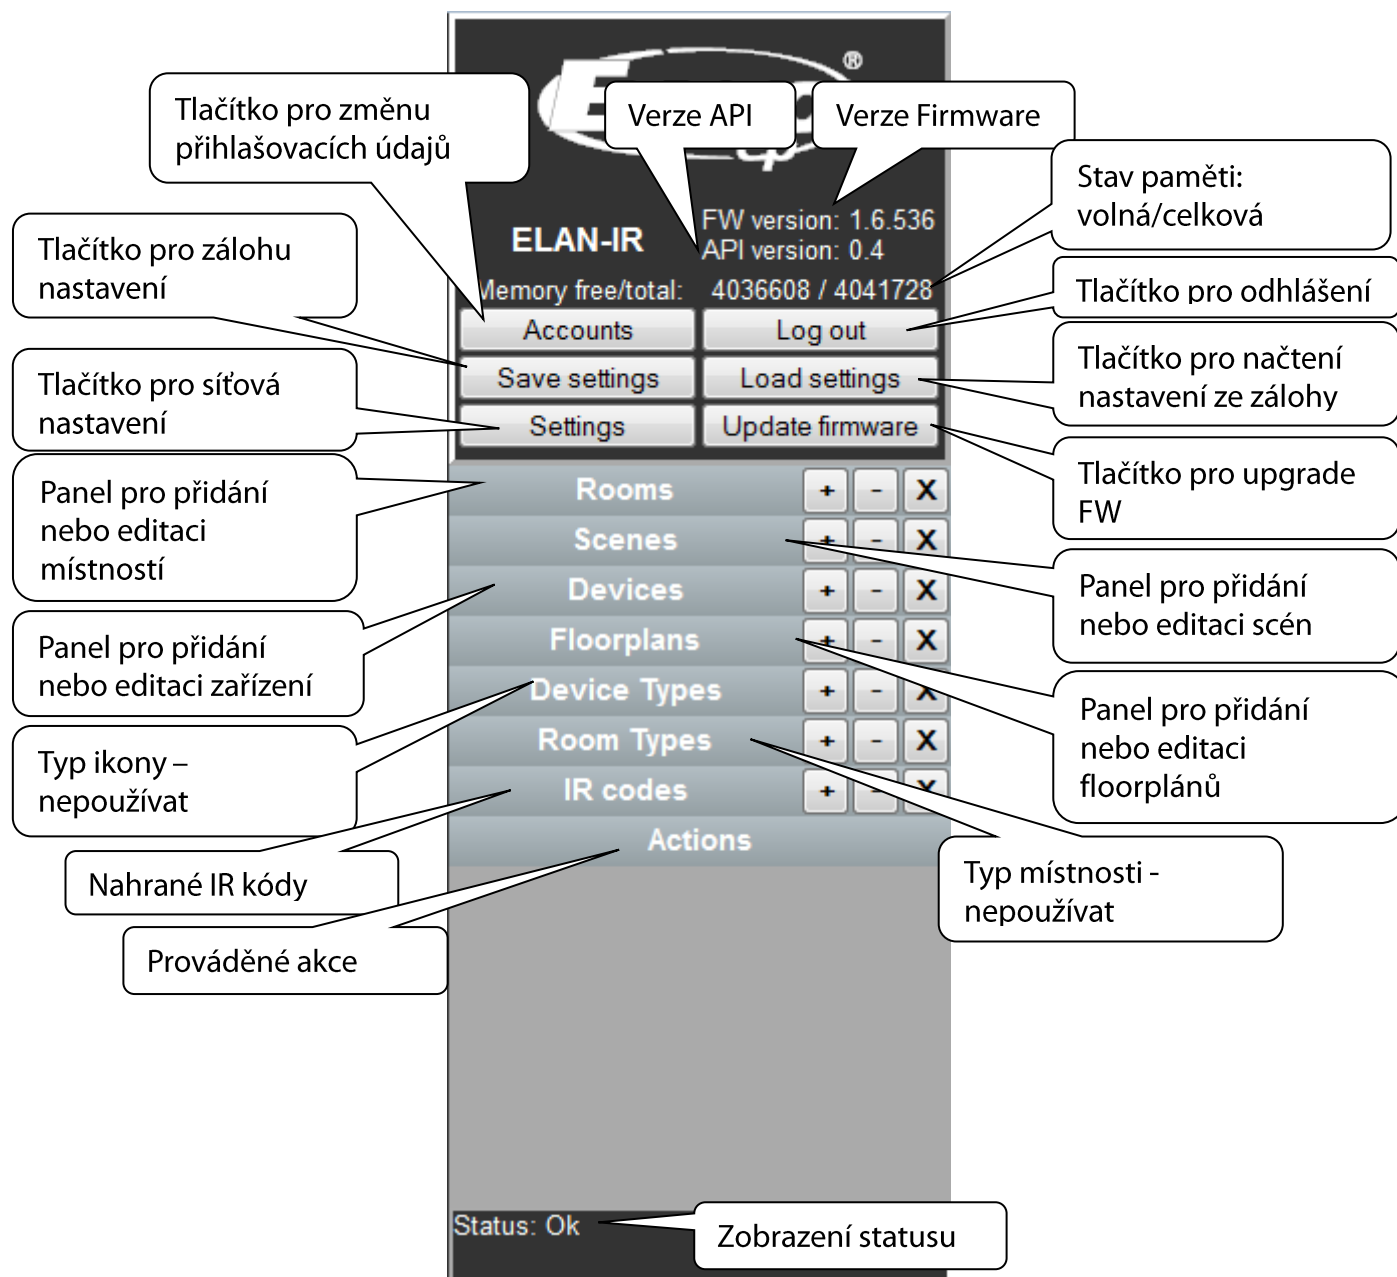 ®
Tlačítko pro změnu
přihlašovacích údajů
Verze API
Verze Firmware
Stav paměti:
volná/celková
Tlačítko pro zálohu
nastavení
ELAN-IR
FW version: 1.6.536
API version: 0.4
Memory free/total: 4036608 / 4041728
Tlačítko pro odhlášení
Accounts
Log out
Tlačítko pro síťová
nastavení
Save settings
Load settings
Tlačítko pro načtení
nastavení ze zálohy
Settings
Update firmware
Tlačítko pro upgrade
FW
Panel pro přidání
nebo editaci
místností
Rooms + - X
Scenes + - X
Devices + - X
Floorplans + - X
Device Types + - X
Room Types + - X
IR codes + - X
Actions
Panel pro přidání
nebo editaci scén
Panel pro přidání
nebo editaci zařízení
Panel pro přidání
nebo editaci
floorplánů
Typ ikony –
nepoužívat
Nahrané IR kódy
Typ místnosti -
nepoužívat
Prováděné akce
Status: Ok
Zobrazení statusu